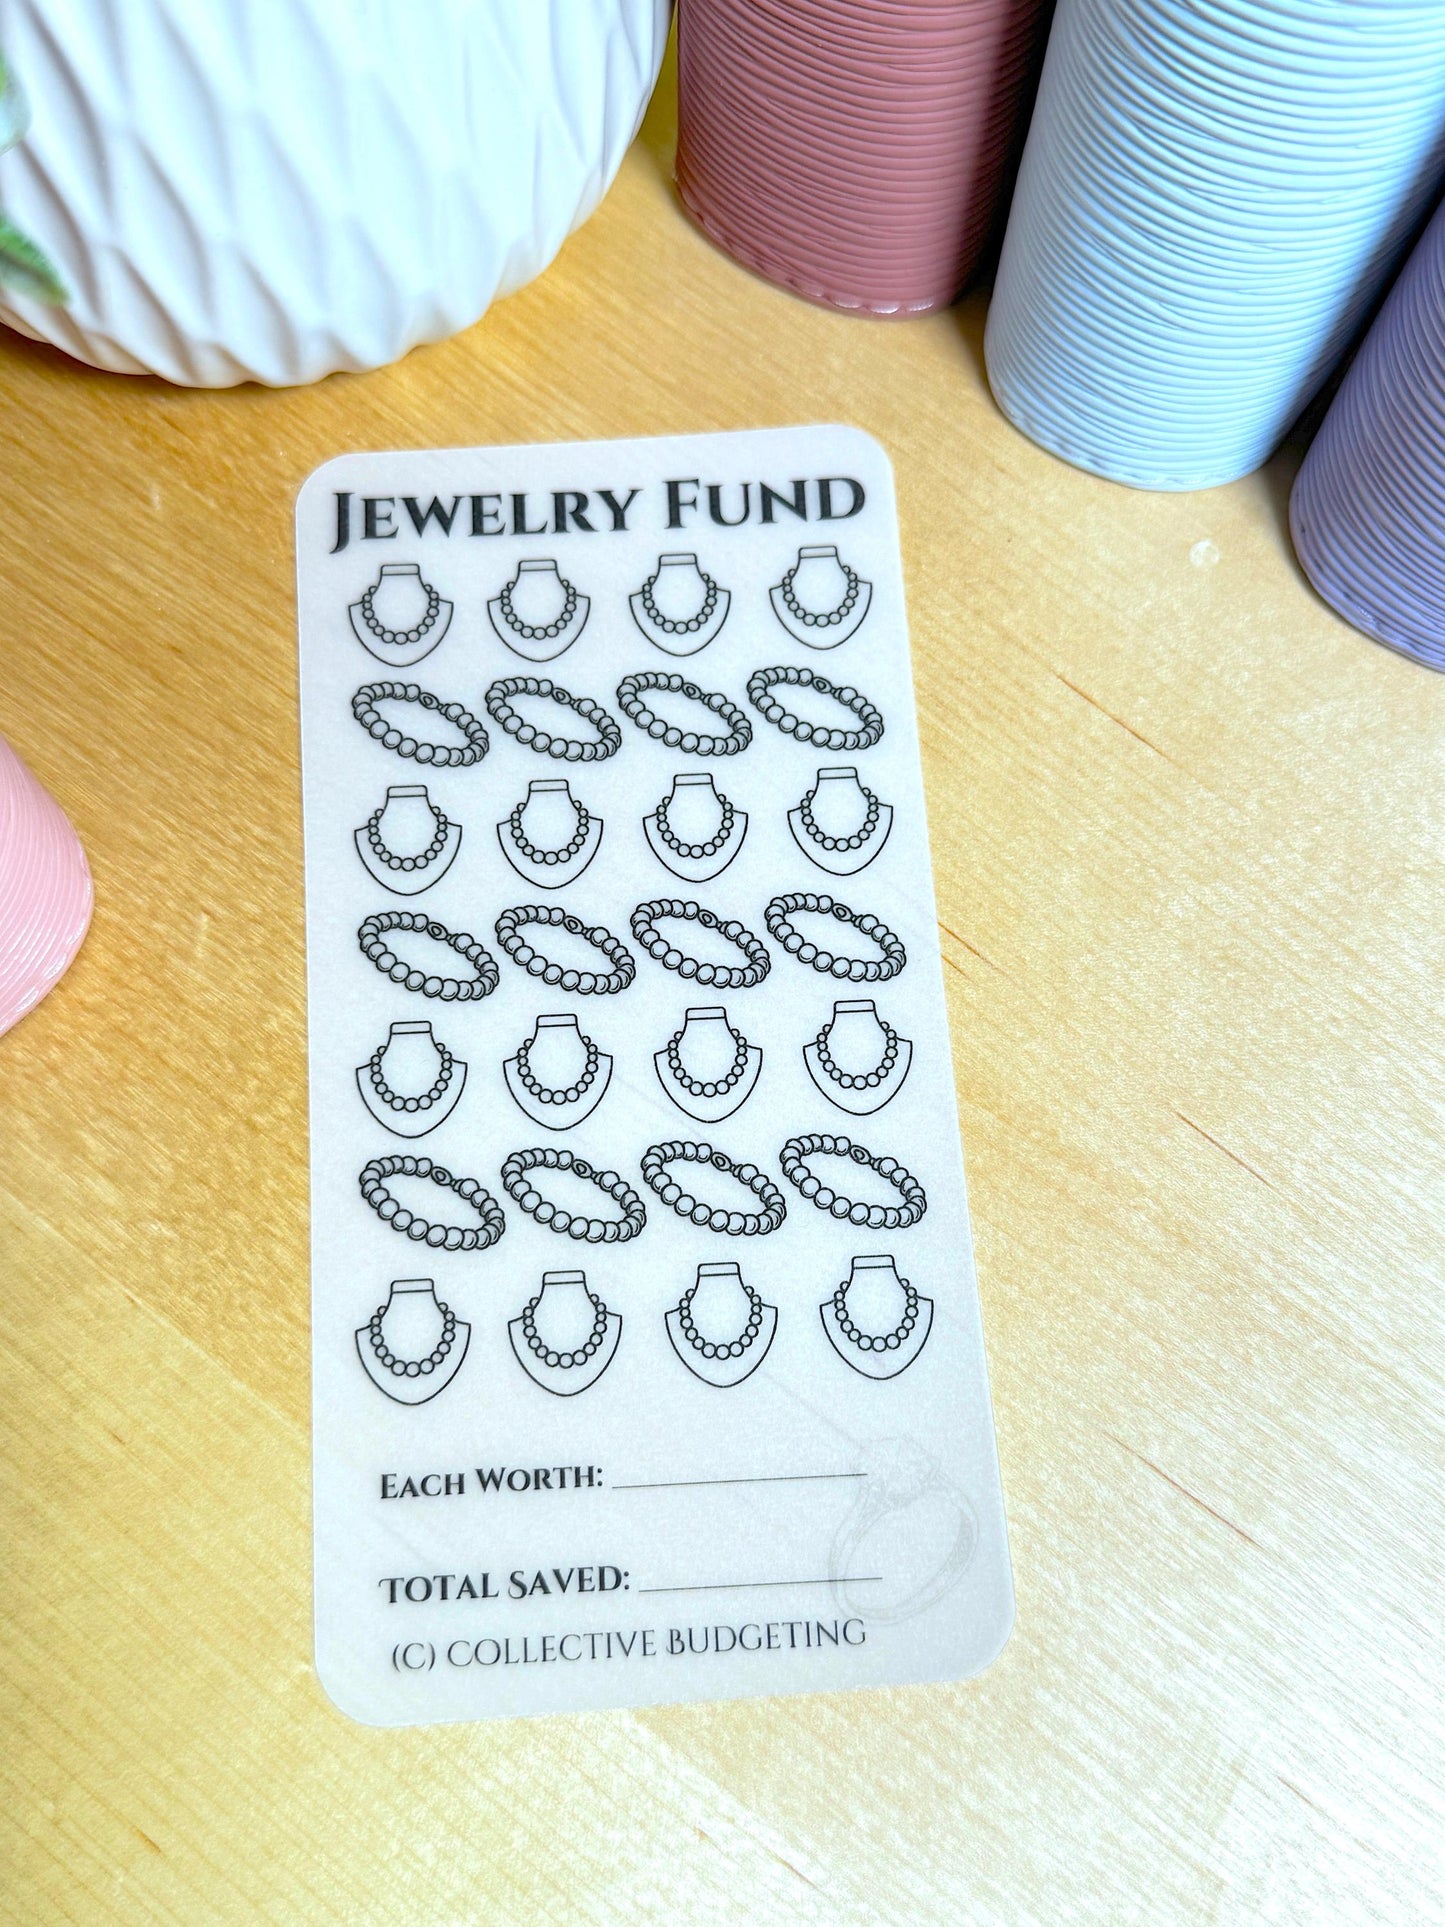 Jewelry Fund
Each Worth:
Total Saved:
(C) Collective Budgeting